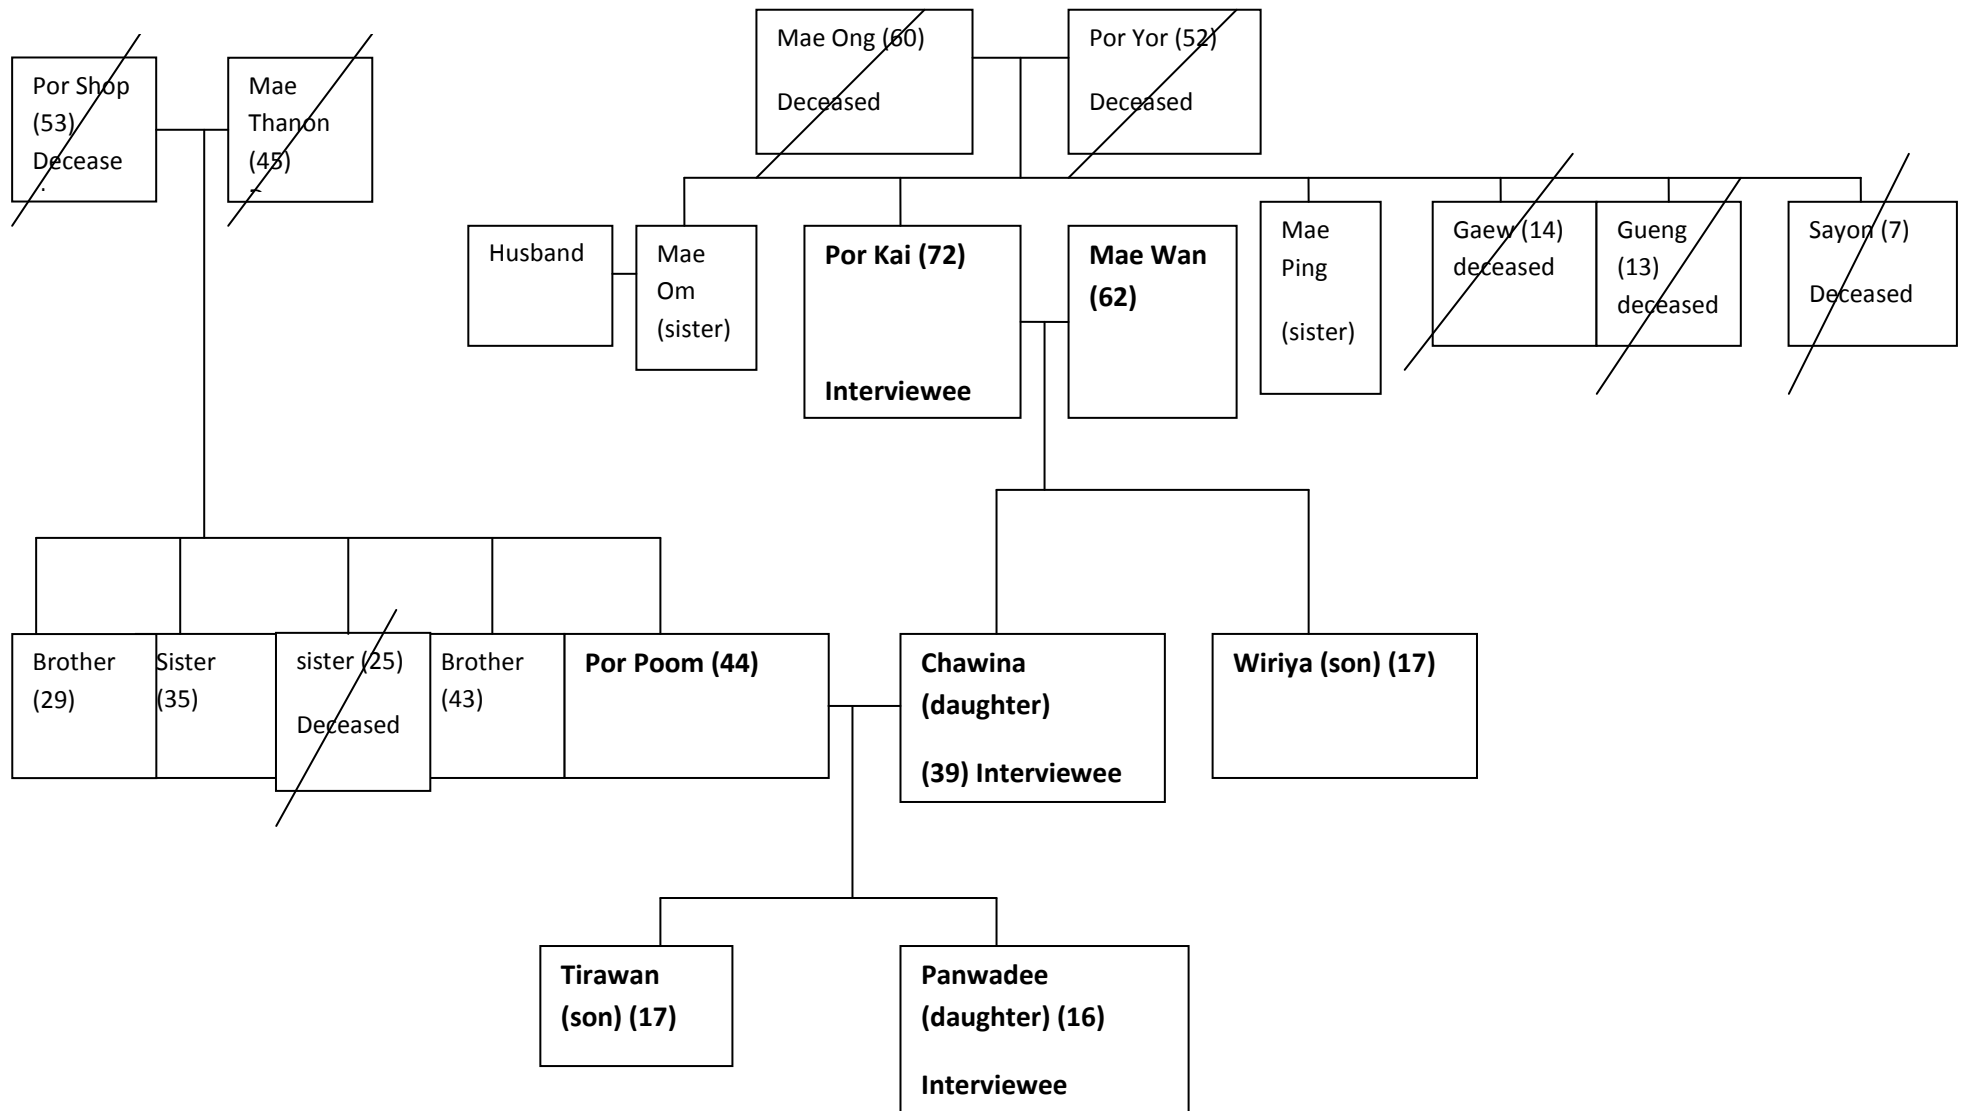 Mae Ong (60)
Deceased
Por Yor (52)
Deceased
Por Shop
(53)
Decease
Mae
Thanon
(45)
Husband
Mae
Om
(sister)
Por Kai (72)
Interviewee
Mae Wan
(62)
Mae
Ping
(sister)
Gaew (14)
deceased
Gueng
(13)
deceased
Sayon (7)
Deceased
Brother
(29)
Sister
(35)
sister (25)
Deceased
Brother
(43)
Por Poom (44)
Chawina
(daughter)
(39) Interviewee
Wiriya (son) (17)
Tirawan
(son) (17)
Panwadee
(daughter) (16)
Interviewee